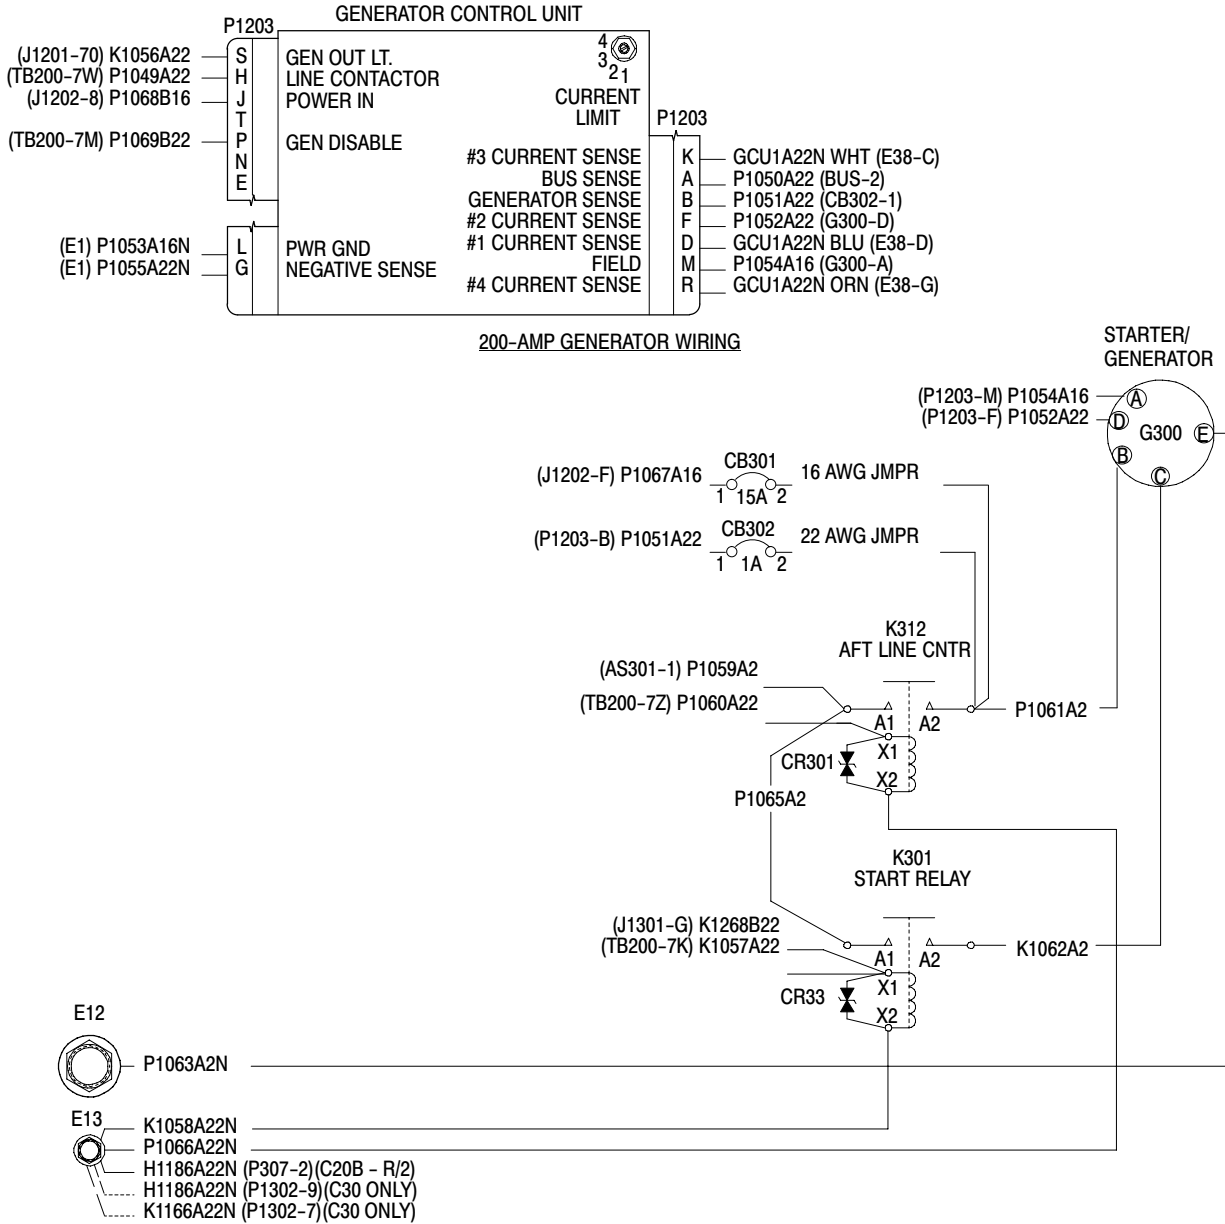 GENERATOR CONTROL UNIT
P1203
(J1201-70) K1056A22 S GEN OUT LT.
(TB200-7W) P1049A22 H LINE CONTACTOR
(J1202-8) P1068B16 J POWER IN
T
(TB200-7M) P1069B22 P GEN DISABLE
N
E
(E1) P1053A16N L PWR GND
(E1) P1055A22N G NEGATIVE SENSE
4
3
2
1
CURRENT
LIMIT
P1203
#3 CURRENT SENSE K GCU1A22N WHT (E38-C)
BUS SENSE A P1050A22 (BUS-2)
GENERATOR SENSE B P1051A22 (CB302-1)
#2 CURRENT SENSE F P1052A22 (G300-D)
#1 CURRENT SENSE D GCU1A22N BLU (E38-D)
FIELD M P1054A16 (G300-A)
#4 CURRENT SENSE R GCU1A22N ORN (E38-G)
200-AMP GENERATOR WIRING
STARTER/
GENERATOR
(P1203-M) P1054A16 A
(P1203-F) P1052A22 D
G300 E
B
C
CB301
(J1202-F) P1067A16 16 AWG JMPR
1 15A 2
CB302
(P1203-B) P1051A22 22 AWG JMPR
1 1A 2
K312
AFT LINE CNTR
(AS301-1) P1059A2
(TB200-7Z) P1060A22
A1 A2 P1061A2
X1
CR301
X2
P1065A2
K301
START RELAY
(J1301-G) K1268B22
(TB200-7K) K1057A22
A1 A2 K1062A2
X1
CR33
X2
E12
P1063A2N
E13
K1058A22N
P1066A22N
H1186A22N (P307-2)(C20B - R/2)
H1186A22N (P1302-9)(C30 ONLY)
K1166A22N (P1302-7)(C30 ONLY)